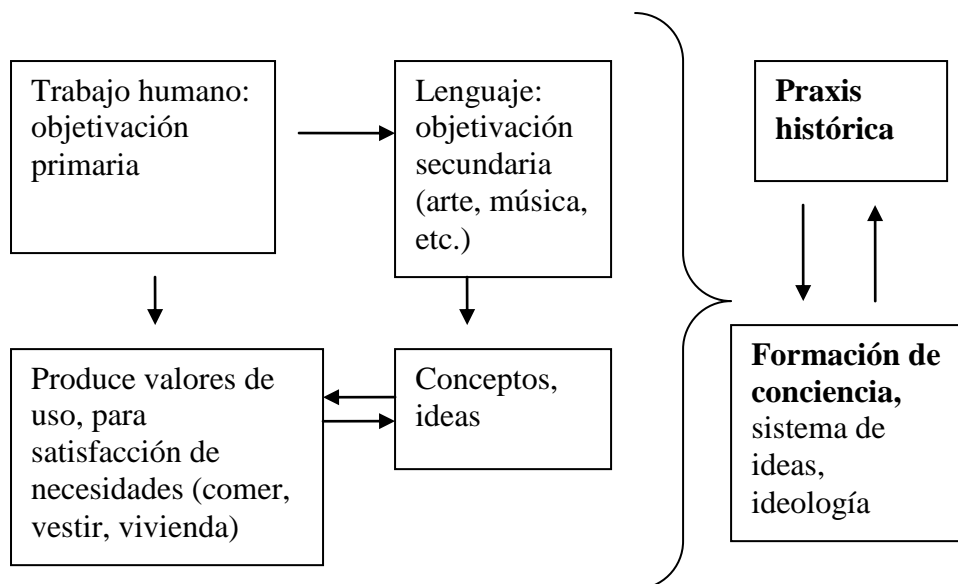 Trabajo humano:
objetivación
primaria
Lenguaje:
objetivación
secundaria
(arte, música,
etc.)
Praxis
histórica
Produce valores de
uso, para
satisfacción de
necesidades (comer,
vestir, vivienda)
Conceptos,
ideas
Formación de
conciencia,
sistema de
ideas,
ideología